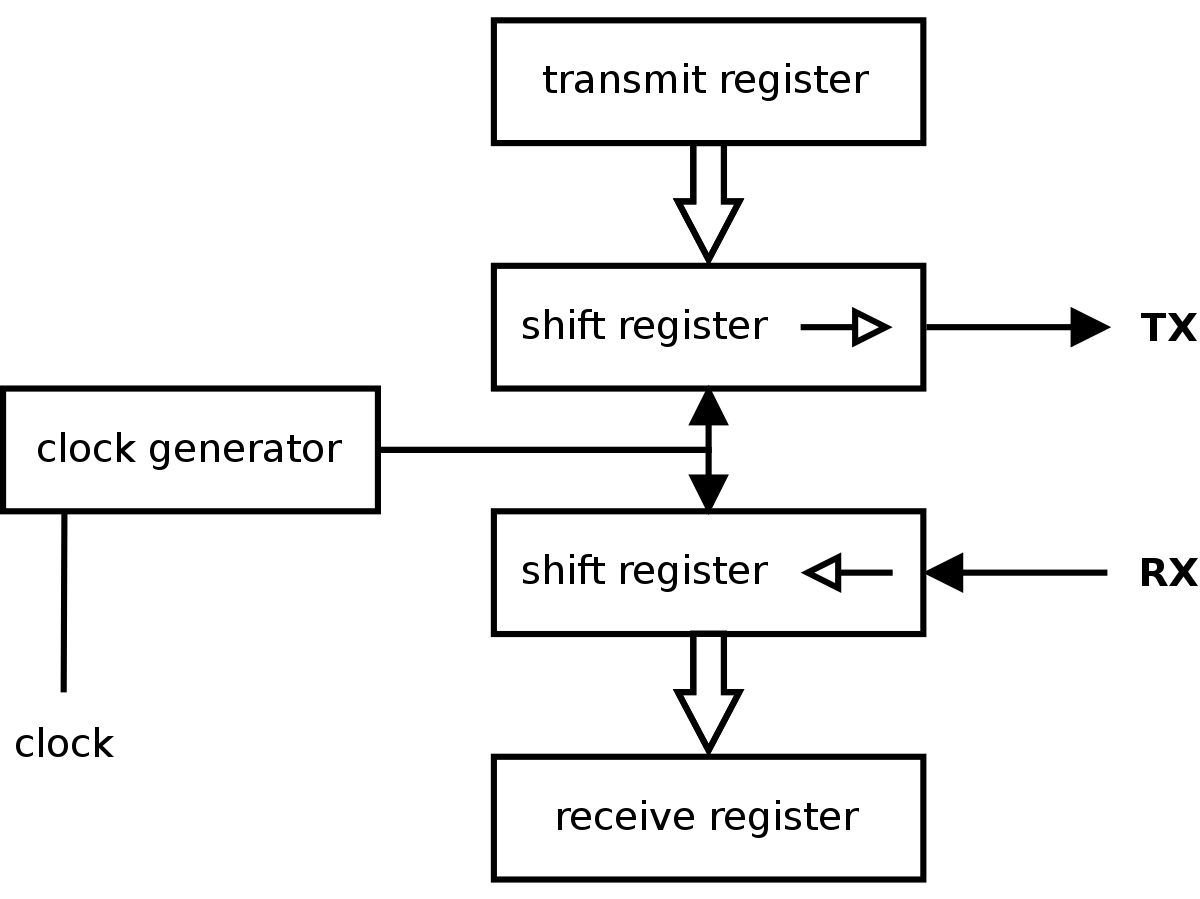 transmit register
shift register
TX
clock generator
shift register
RX
clock
receive register